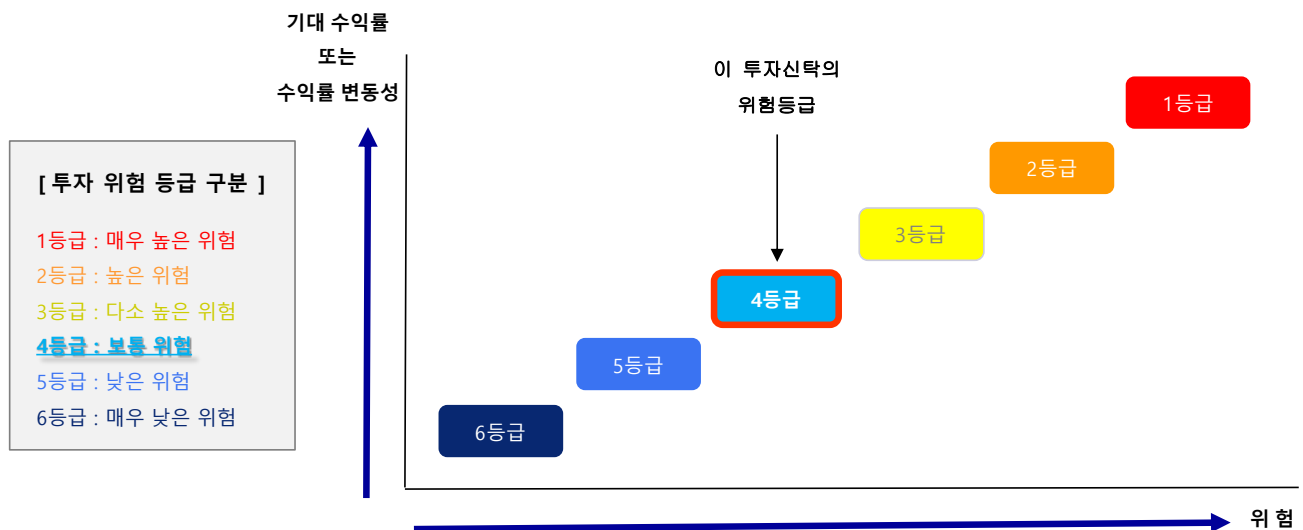 기대 수익률
또는
수익률 변동성
이 투자신탁의
위험등급
[ 투자 위험 등급 구분 ]
1등급 : 매우 높은 위험
2등급 : 높은 위험
3등급 : 다소 높은 위험
4등급 : 보통 위험
5등급 : 낮은 위험
6등급 : 매우 낮은 위험
1등급
2등급
3등급
4등급
5등급
6등급
위 험